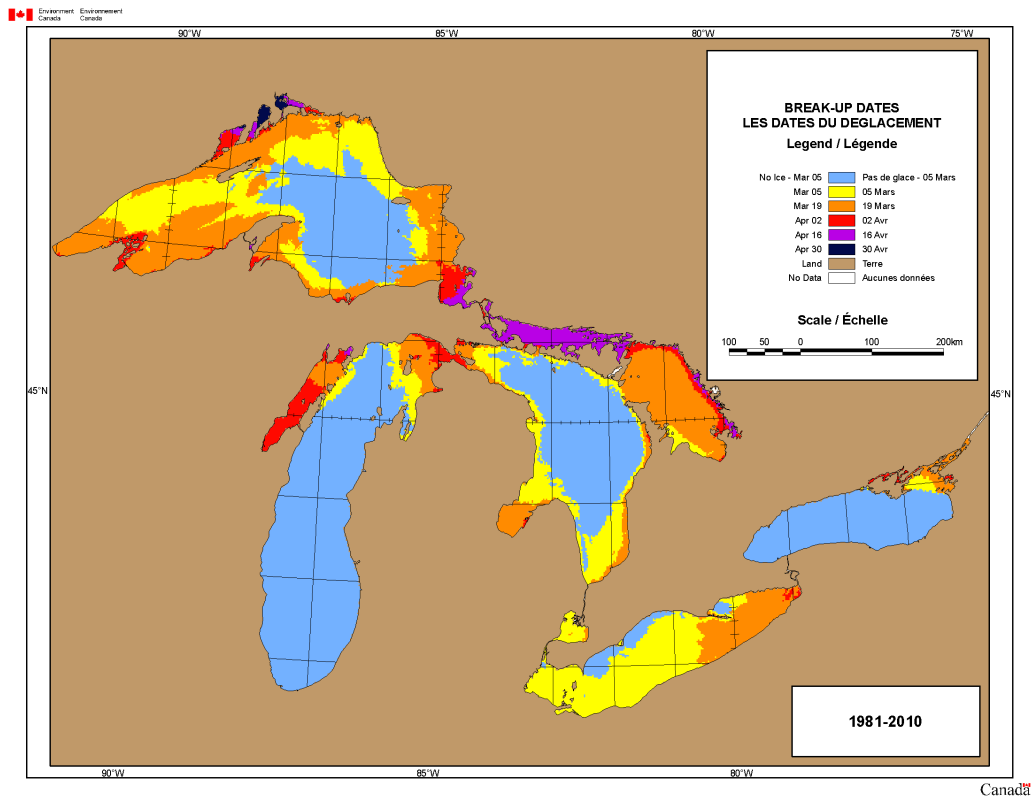 Environment Environnement
Canada Canada
90°W 85°W 80°W 75°W
BREAK-UP DATES
LES DATES DU DEGLACEMENT
Legend / Légende
No Ice - Mar 05 Pas de glace - 05 Mars
Mar 05 05 Mars
Mar 19 19 Mars
Apr 02 02 Avr
Apr 16 16 Avr
Apr 30 30 Avr
Land Terre
No Data Aucunes données
Scale / Échelle
100 50 0 100 200km
45°N 45°N
1981-2010
90°W 85°W 80°W
Canada